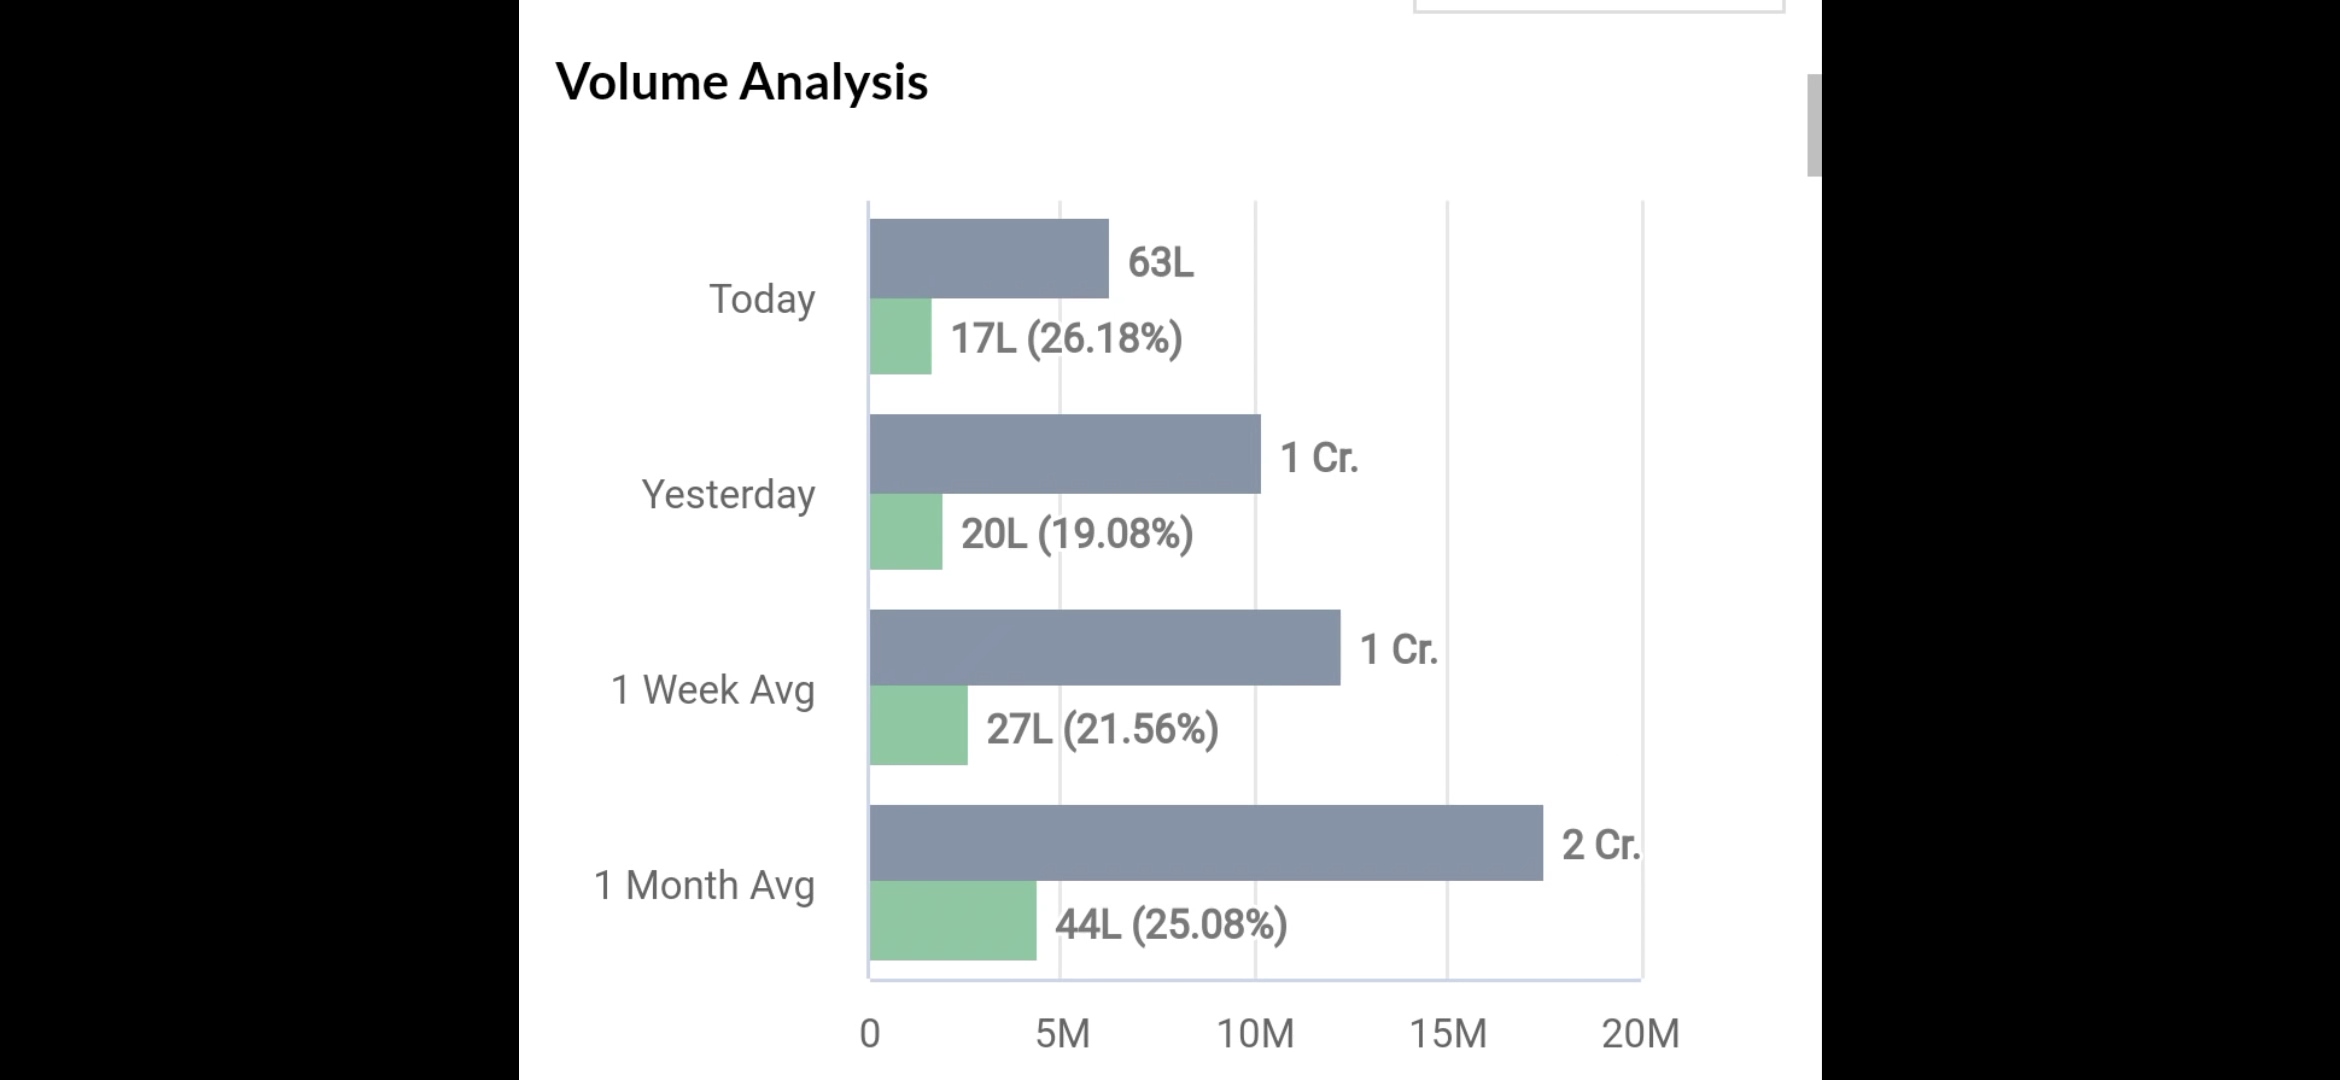 Volume Analysis
Today
63L
17L (26.18%)
Yesterday
1 Cr.
20L (19.08%)
1 Week Avg
1 Cr.
27L (21.56%)
1 Month Avg
2 Cr.
44L (25.08%)
0 5M 10M 15M 20M